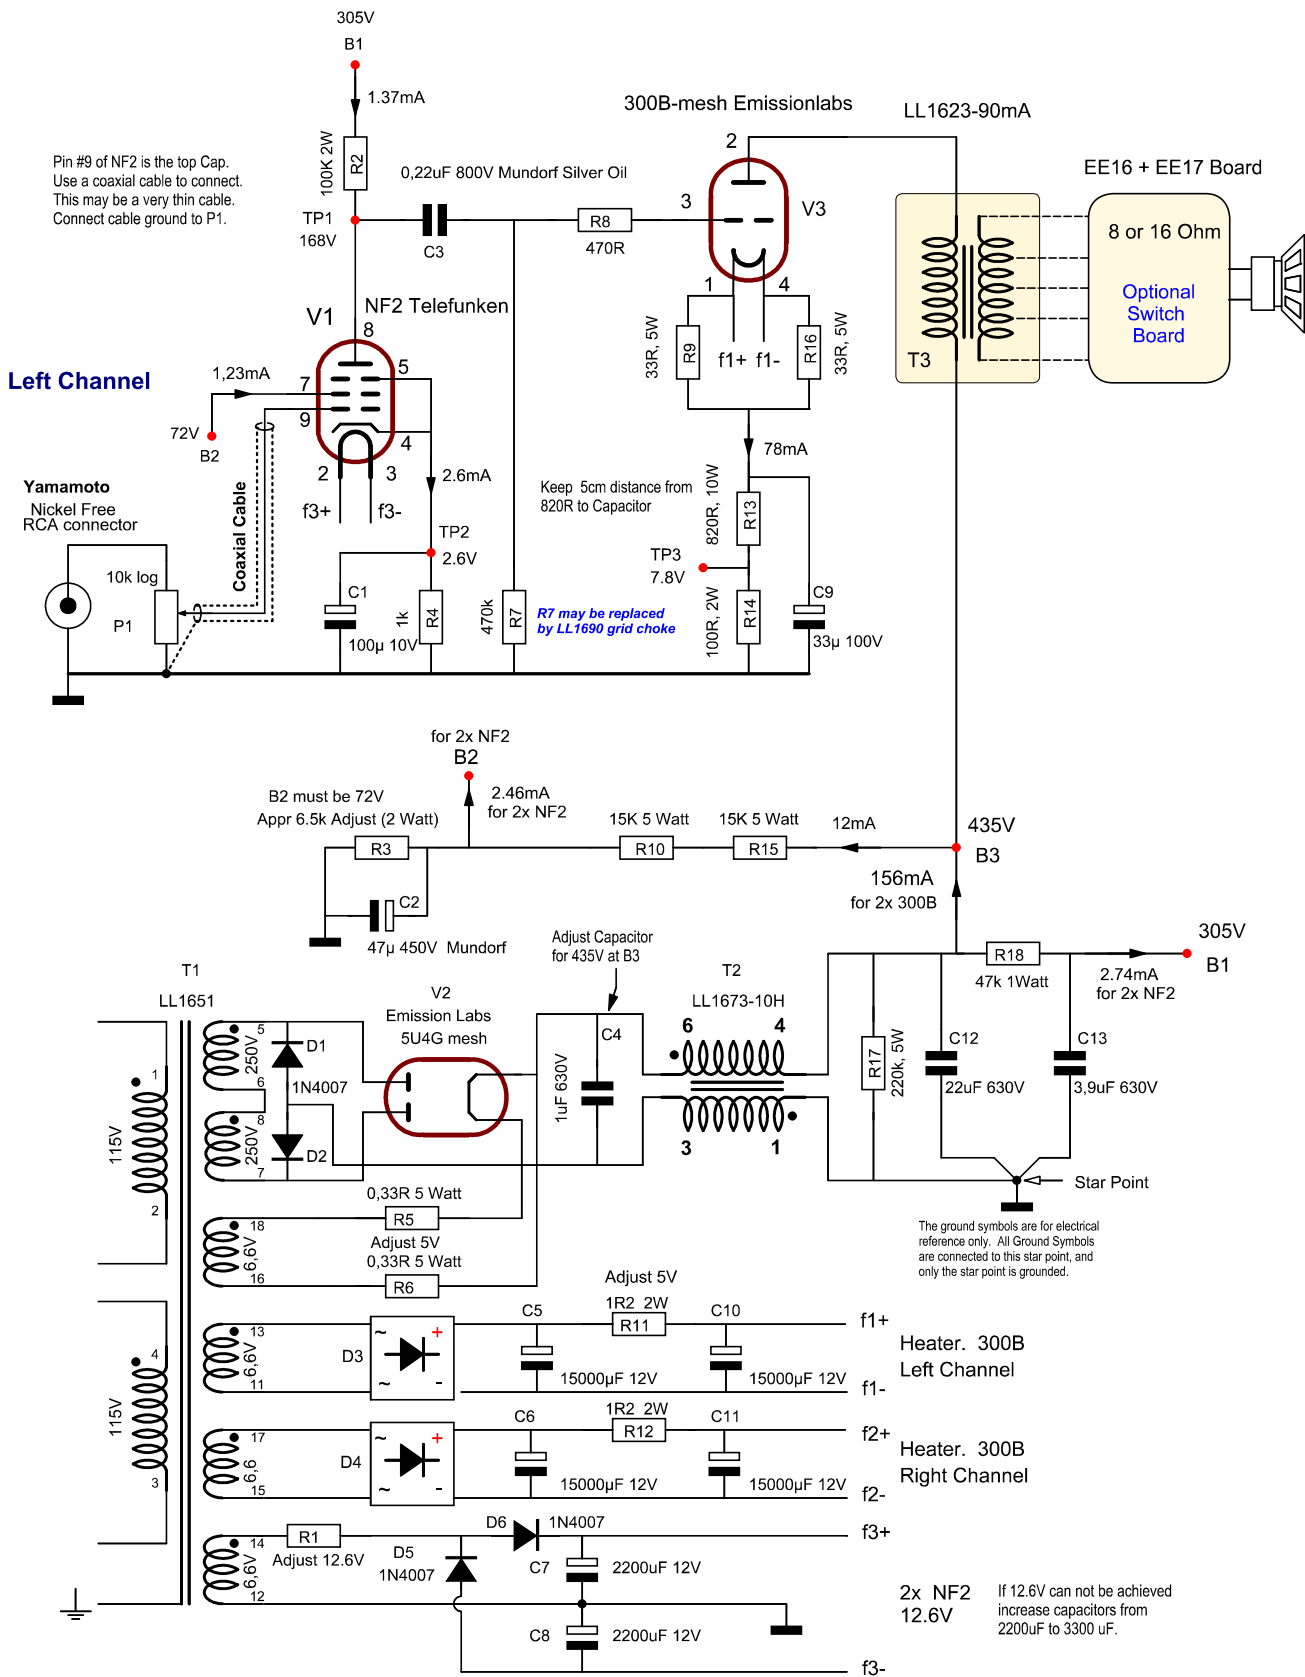 305V
B1
1.37mA
300B-mesh Emissionlabs
LL1623-90mA
2
Pin #9 of NF2 is the top Cap.
Use a coaxial cable to connect.
This may be a very thin cable.
Connect cable ground to P1.
100K 2W
R2
0,22uF 800V Mundorf Silver Oil
EE16 + EE17 Board
TP1
168V
C3
R8
470R
3
V3
8 or 16 Ohm
Optional
Switch
Board
T3
1
4
33R, 5W
R9
f1+
f1-
R16
33R, 5W
NF2 Telefunken
V1
8
Left Channel
1,23mA
7
5
9
4
72V
B2
2
3
2.6mA
f3+
f3-
78mA
Yamamoto
Nickel Free
RCA connector
Coaxial Cable
Keep 5cm distance from
820R to Capacitor
820R, 10W
R13
TP2
2.6V
TP3
7.8V
10k log
P1
C1
100µ 10V
1k
R4
470k
R7
R7 may be replaced
by LL1690 grid choke
100R, 2W
R14
C9
33µ 100V
for 2x NF2
B2
B2 must be 72V
Appr 6.5k Adjust (2 Watt)
2.46mA
for 2x NF2
15K 5 Watt
15K 5 Watt
12mA
435V
R3
R10
R15
B3
156mA
for 2x 300B
C2
47µ 450V Mundorf
Adjust Capacitor
for 435V at B3
305V
R18
B1
47k 1Watt
2.74mA
for 2x NF2
T1
LL1651
V2
Emission Labs
5U4G mesh
T2
LL1673-10H
5
250V
6
D1
1N4007
C4
1uF 630V
6
4
R17
220k, 5W
C12
22uF 630V
C13
3,9uF 630V
1
115V
2
8
250V
7
D2
3
1
Star Point
The ground symbols are for electrical
reference only. All Ground Symbols
are connected to this star point, and
only the star point is grounded.
0,33R 5 Watt
18
6,6V
16
R5
Adjust 5V
0,33R 5 Watt
R6
Adjust 5V
13
6,6V
11
D3
~
+
~
-
C5
1R2 2W
R11
C10
f1+
15000µF 12V
15000µF 12V
f1-
Heater. 300B
Left Channel
4
115V
3
17
6,6
15
D4
~
+
~
-
C6
1R2 2W
R12
C11
f2+
15000µF 12V
15000µF 12V
f2-
Heater. 300B
Right Channel
14
6,6V
12
R1
Adjust 12.6V
D5
1N4007
D6
1N4007
C7
2200uF 12V
f3+
C8
2200uF 12V
f3-
2x NF2
12.6V
If 12.6V can not be achieved
increase capacitors from
2200uF to 3300 uF.